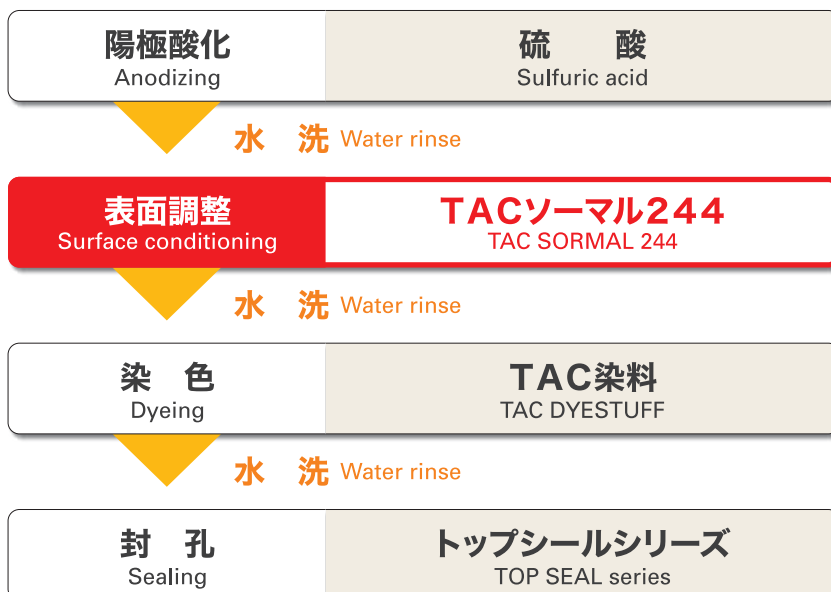 陽極酸化
Anodizing
硫 酸
Sulfuric acid
水 洗 Water rinse
表面調整
Surface conditioning
TACソーマル244
TAC SORMAL 244
水 洗 Water rinse
染 色
Dyeing
TAC染料
TAC DYESTUFF
水 洗 Water rinse
封 孔
Sealing
トップシールシリーズ
TOP SEAL series